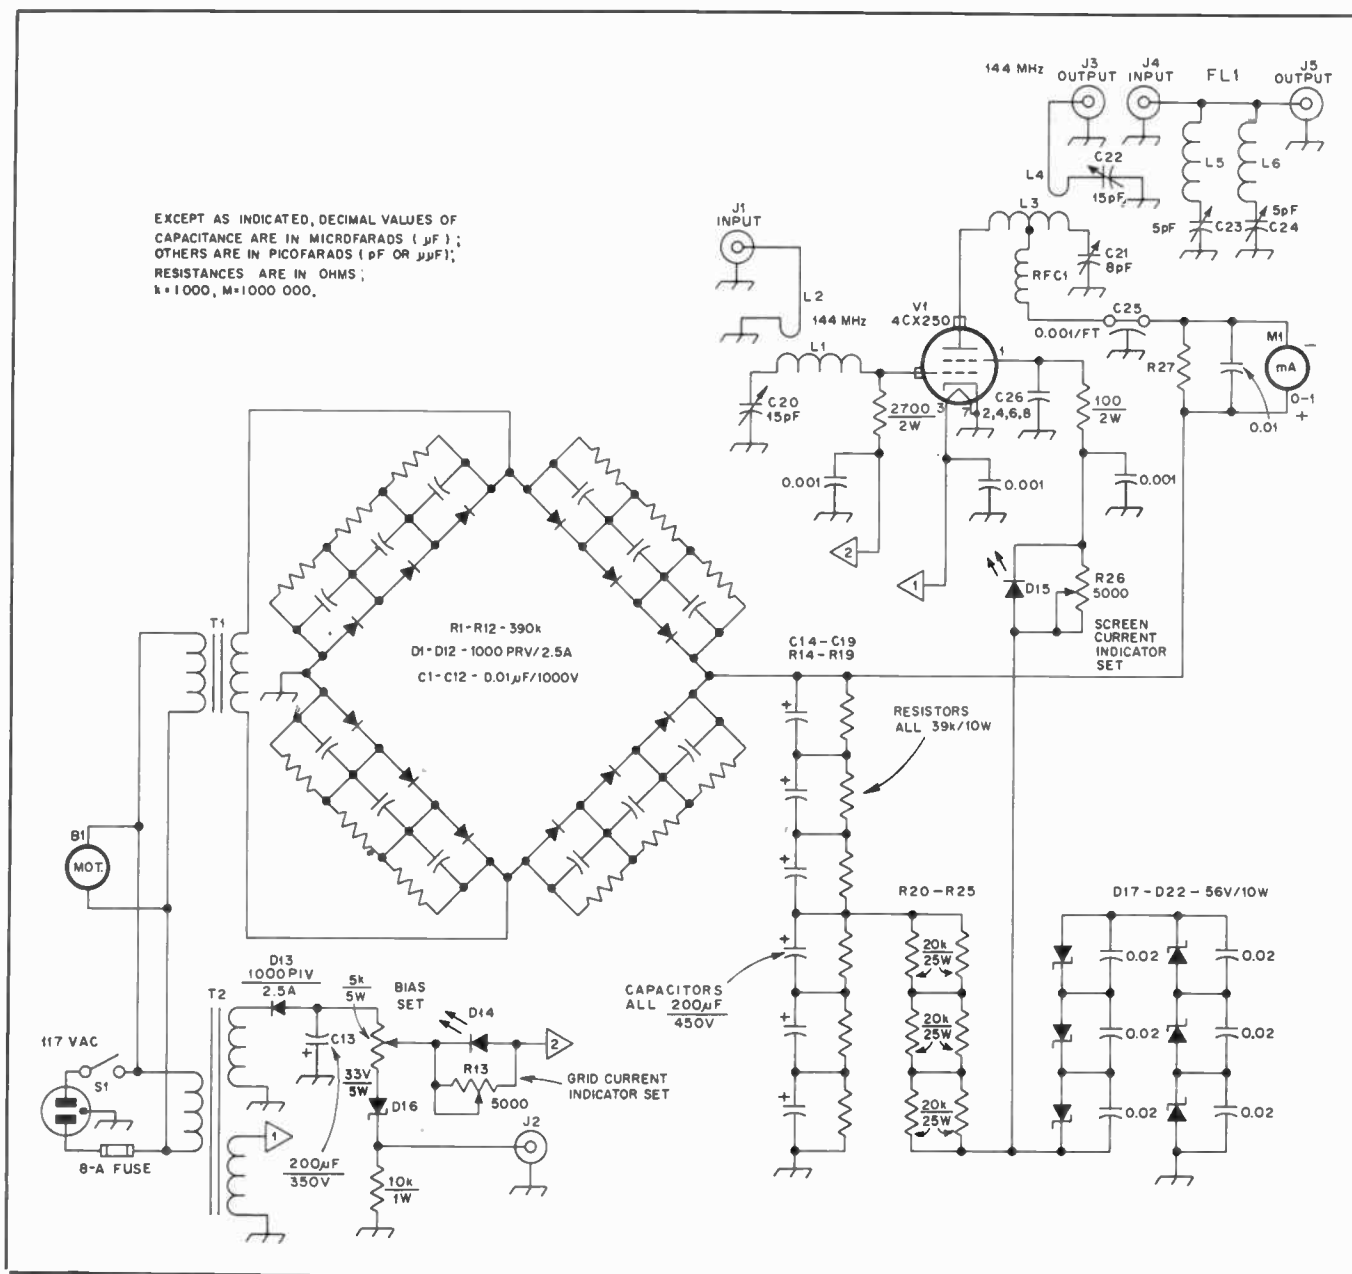 144 MHz
J3
OUTPUT
J4
INPUT
FL1
J5
OUTPUT
C22
15pF
L4
L5
L6
5pF
C23
5pF
C24
L3
EXCEPT AS INDICATED, DECIMAL VALUES OF
CAPACITANCE ARE IN MICROFARADS ( µF ) ;
OTHERS ARE IN PICOFARADS ( pF OR µµF);
RESISTANCES ARE IN OHMS ;
k=1000, M=1000 000.
J1
INPUT
L2
144 MHz
RFC1
C21
8pF
V1
4CX250
C25
0.001/FT
M1
-
mA
0-1
+
R27
0.01
L1
C20
15pF
2700
2W
1
3
7
2,4,6,8
C26
100
2W
0.001
0.001
0.001
2
1
D15
R26
5000
SCREEN
CURRENT
INDICATOR
SET
T1
R1-R12-390k
D1-D12-1000 PRV/2.5A
C1-C12-0.01µF/1000V
C14-C19
R14-R19
+
RESISTORS
ALL 39k/10W
+
+
B1
MOT.
R20-R25
D17-D22-56V/10W
+
20k
25W
0.02
0.02
CAPACITORS
ALL 200µF
450V
+
20k
25W
0.02
0.02
+
20k
25W
0.02
0.02
D13
1000PIV
2.5A
T2
5k
5W
BIAS
SET
D14
2
C13
+
R13
5000
GRID CURRENT
INDICATOR SET
117 VAC
S1
33V
5W
D16
1
J2
8-A FUSE
200µF
350V
10k
1W